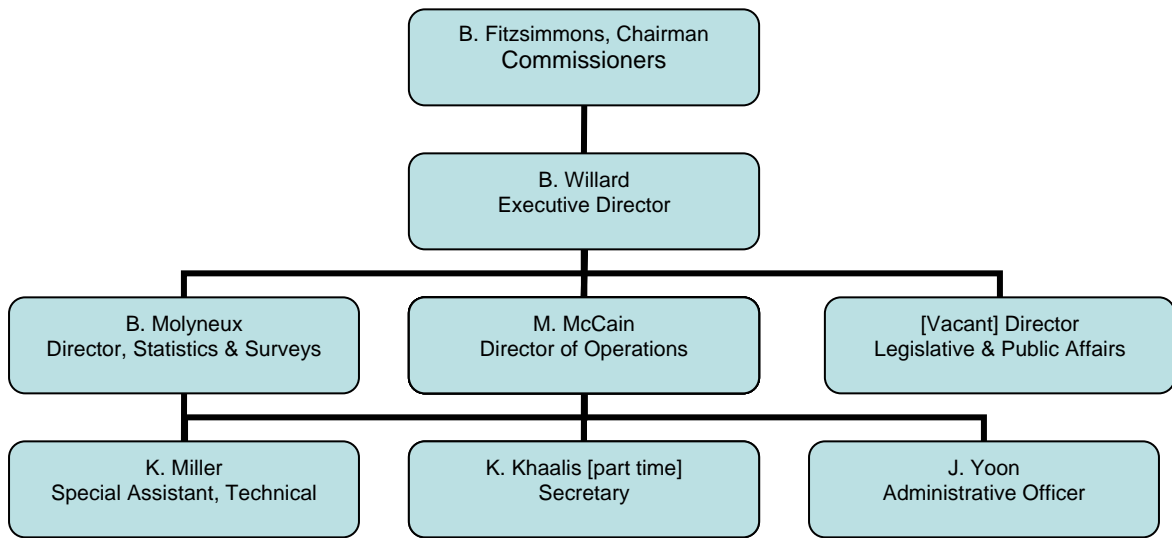 B. Fitzsimmons, Chairman
Commissioners
B. Willard
Executive Director
B. Molyneux
Director, Statistics & Surveys
M. McCain
Director of Operations
[Vacant] Director
Legislative & Public Affairs
K. Miller
Special Assistant, Technical
K. Khaalis [part time]
Secretary
J. Yoon
Administrative Officer